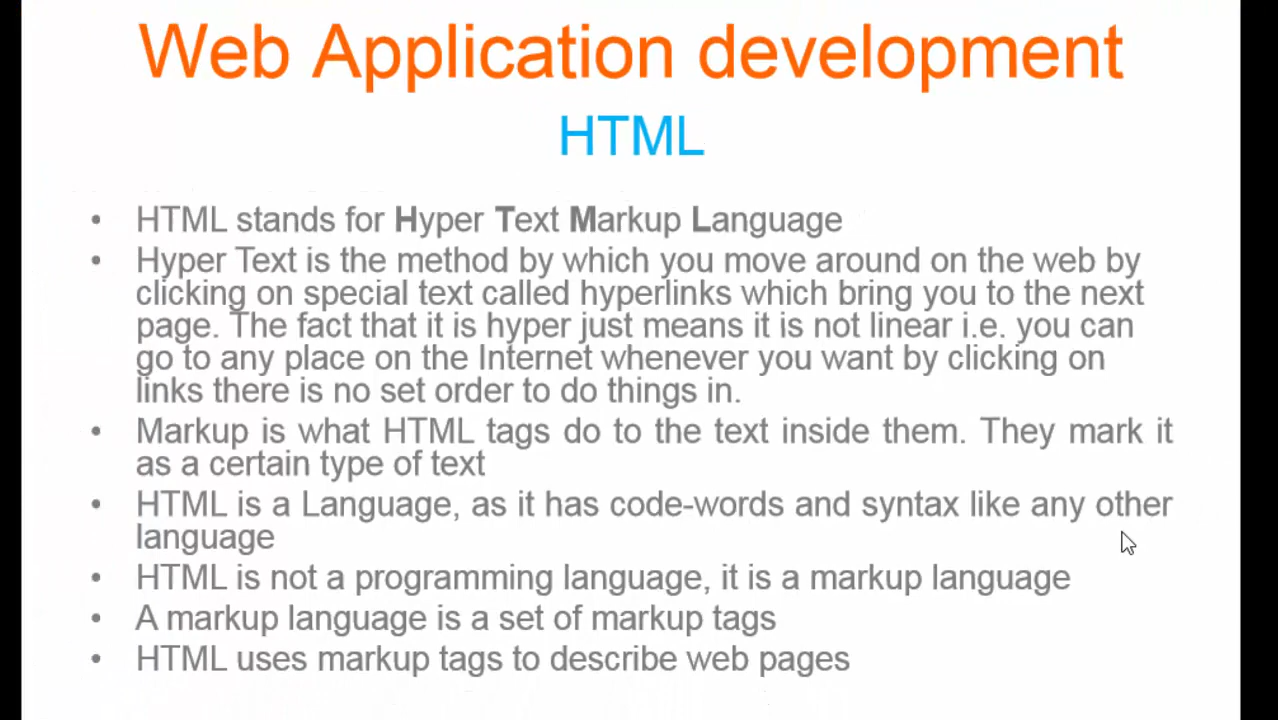 Web Application development
HTML
• HTML stands for Hyper Text Markup Language
• Hyper Text is the method by which you move around on the web by
clicking on special text called hyperlinks which bring you to the next
page. The fact that it is hyper just means it is not linear i.e. you can
go to any place on the Internet whenever you want by clicking on
links there is no set order to do things in.
• Markup is what HTML tags do to the text inside them. They mark it
as a certain type of text
• HTML is a Language, as it has code-words and syntax like any other
language
• HTML is not a programming language, it is a markup language
• A markup language is a set of markup tags
• HTML uses markup tags to describe web pages